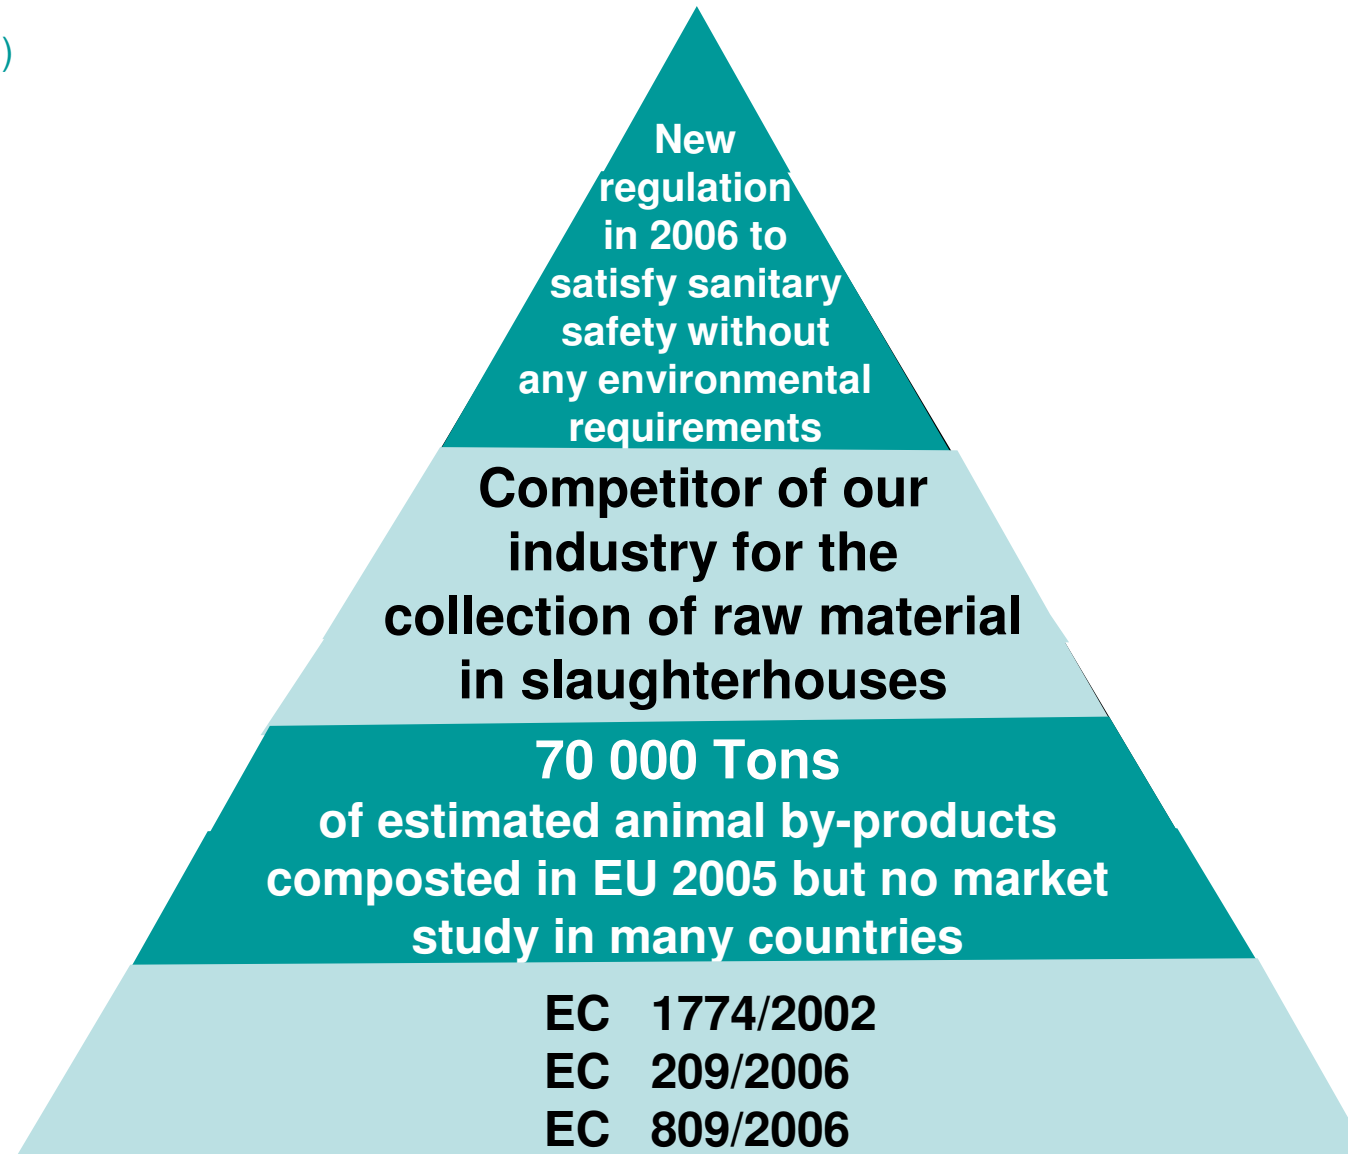 )
New
regulation
in 2006 to
satisfy sanitary
safety without
any environmental
requirements
Competitor of our
industry for the
collection of raw material
in slaughterhouses
70 000 Tons
of estimated animal by-products
composted in EU 2005 but no market
study in many countries
EC 1774/2002
EC 209/2006
EC 809/2006